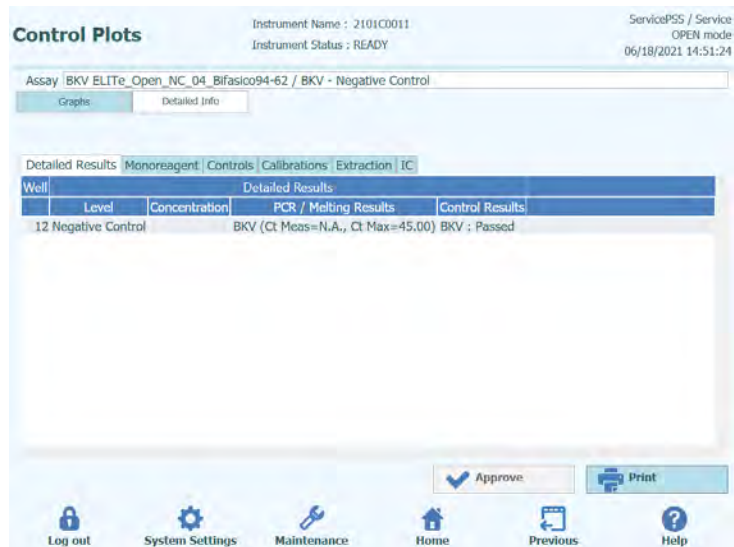 Control Plots
Instrument Name : 2101C0011
Instrument Status : READY
ServicePSS / Service
OPEN mode
06/18/2021 14:51:24
Assay BKV ELITe_Open_NC_04_Bifasico94-62 / BKV - Negative Control
Graphs Detailed Info
Detailed Results Monoreagent Controls Calibrations Extraction IC
Well Detailed Results
Level Concentration PCR / Melting Results Control Results
12 Negative Control BKV (Ct Meas=N.A., Ct Max=45.00) BKV : Passed
Approve Print
Log out System Settings Maintenance Home Previous Help